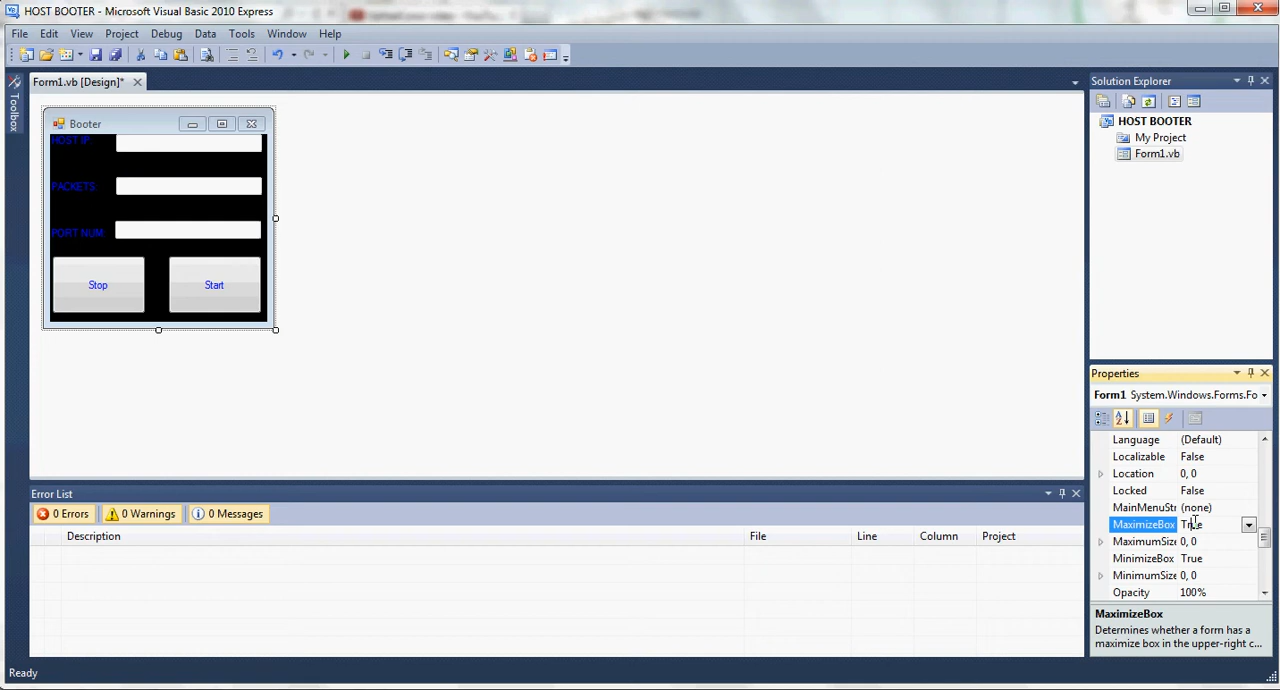 HOST BOOTER - Microsoft Visual Basic 2010 Express
File Edit View Project Debug Data Tools Window Help
Toolbox
Form1.vb [Design]*
Booter
HOST IP
PACKETS
PORT NUM
Stop Start
Solution Explorer
HOST BOOTER
My Project
Form1.vb
Properties
Form1 System.Windows.Forms.Fo
Language (Default)
Localizable False
Location 0, 0
Locked False
MainMenuStr (none)
MaximizeBox True
MaximumSize 0, 0
MinimizeBox True
MinimumSize 0, 0
Opacity 100%
MaximizeBox
Determines whether a form has a
maximize box in the upper-right c...
Error List
0 Errors 0 Warnings 0 Messages
Description File Line Column Project
Ready